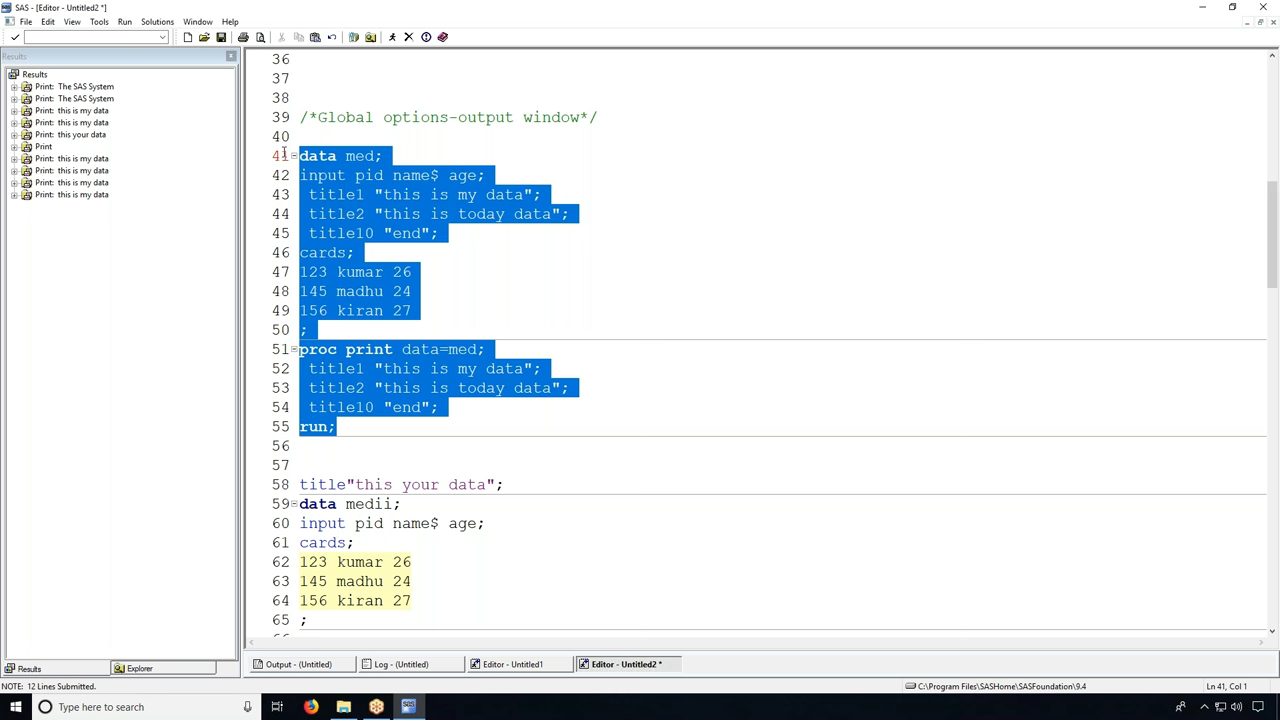 SAS - [Editor - Untitled2 *]
File Edit View Tools Run Solutions Window Help
Results
Results
Print: The SAS System
Print: The SAS System
Print: this is my data
Print: this is my data
Print: this your data
Print
Print: this is my data
Print: this is my data
Print: this is my data
Print: this is my data
36
37
38
39 /*Global options-output window*/
40
41 data med;
42 input pid name$ age;
43 title1 "this is my data";
44 title2 "this is today data";
45 title10 "end";
46 cards;
47 123 kumar 26
48 145 madhu 24
49 156 kiran 27
50 ;
51 proc print data=med;
52 title1 "this is my data";
53 title2 "this is today data";
54 title10 "end";
55 run;
56
57
58 title"this your data";
59 data medii;
60 input pid name$ age;
61 cards;
62 123 kumar 26
63 145 madhu 24
64 156 kiran 27
65 ;
Results Explorer
Output - (Untitled) Log - (Untitled) Editor - Untitled1 Editor - Untitled2 *
NOTE: 12 Lines Submitted. C:\Program Files\SASHome\SASFoundation\9.4 Ln 41, Col 1
Type here to search